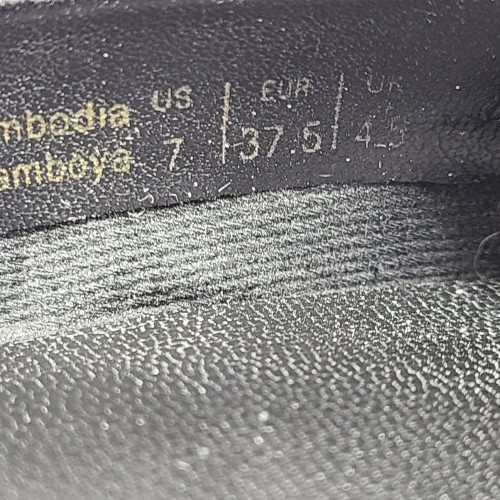 mbodia US | EUR | UK
amboya 7 | 37.5 | 4.5